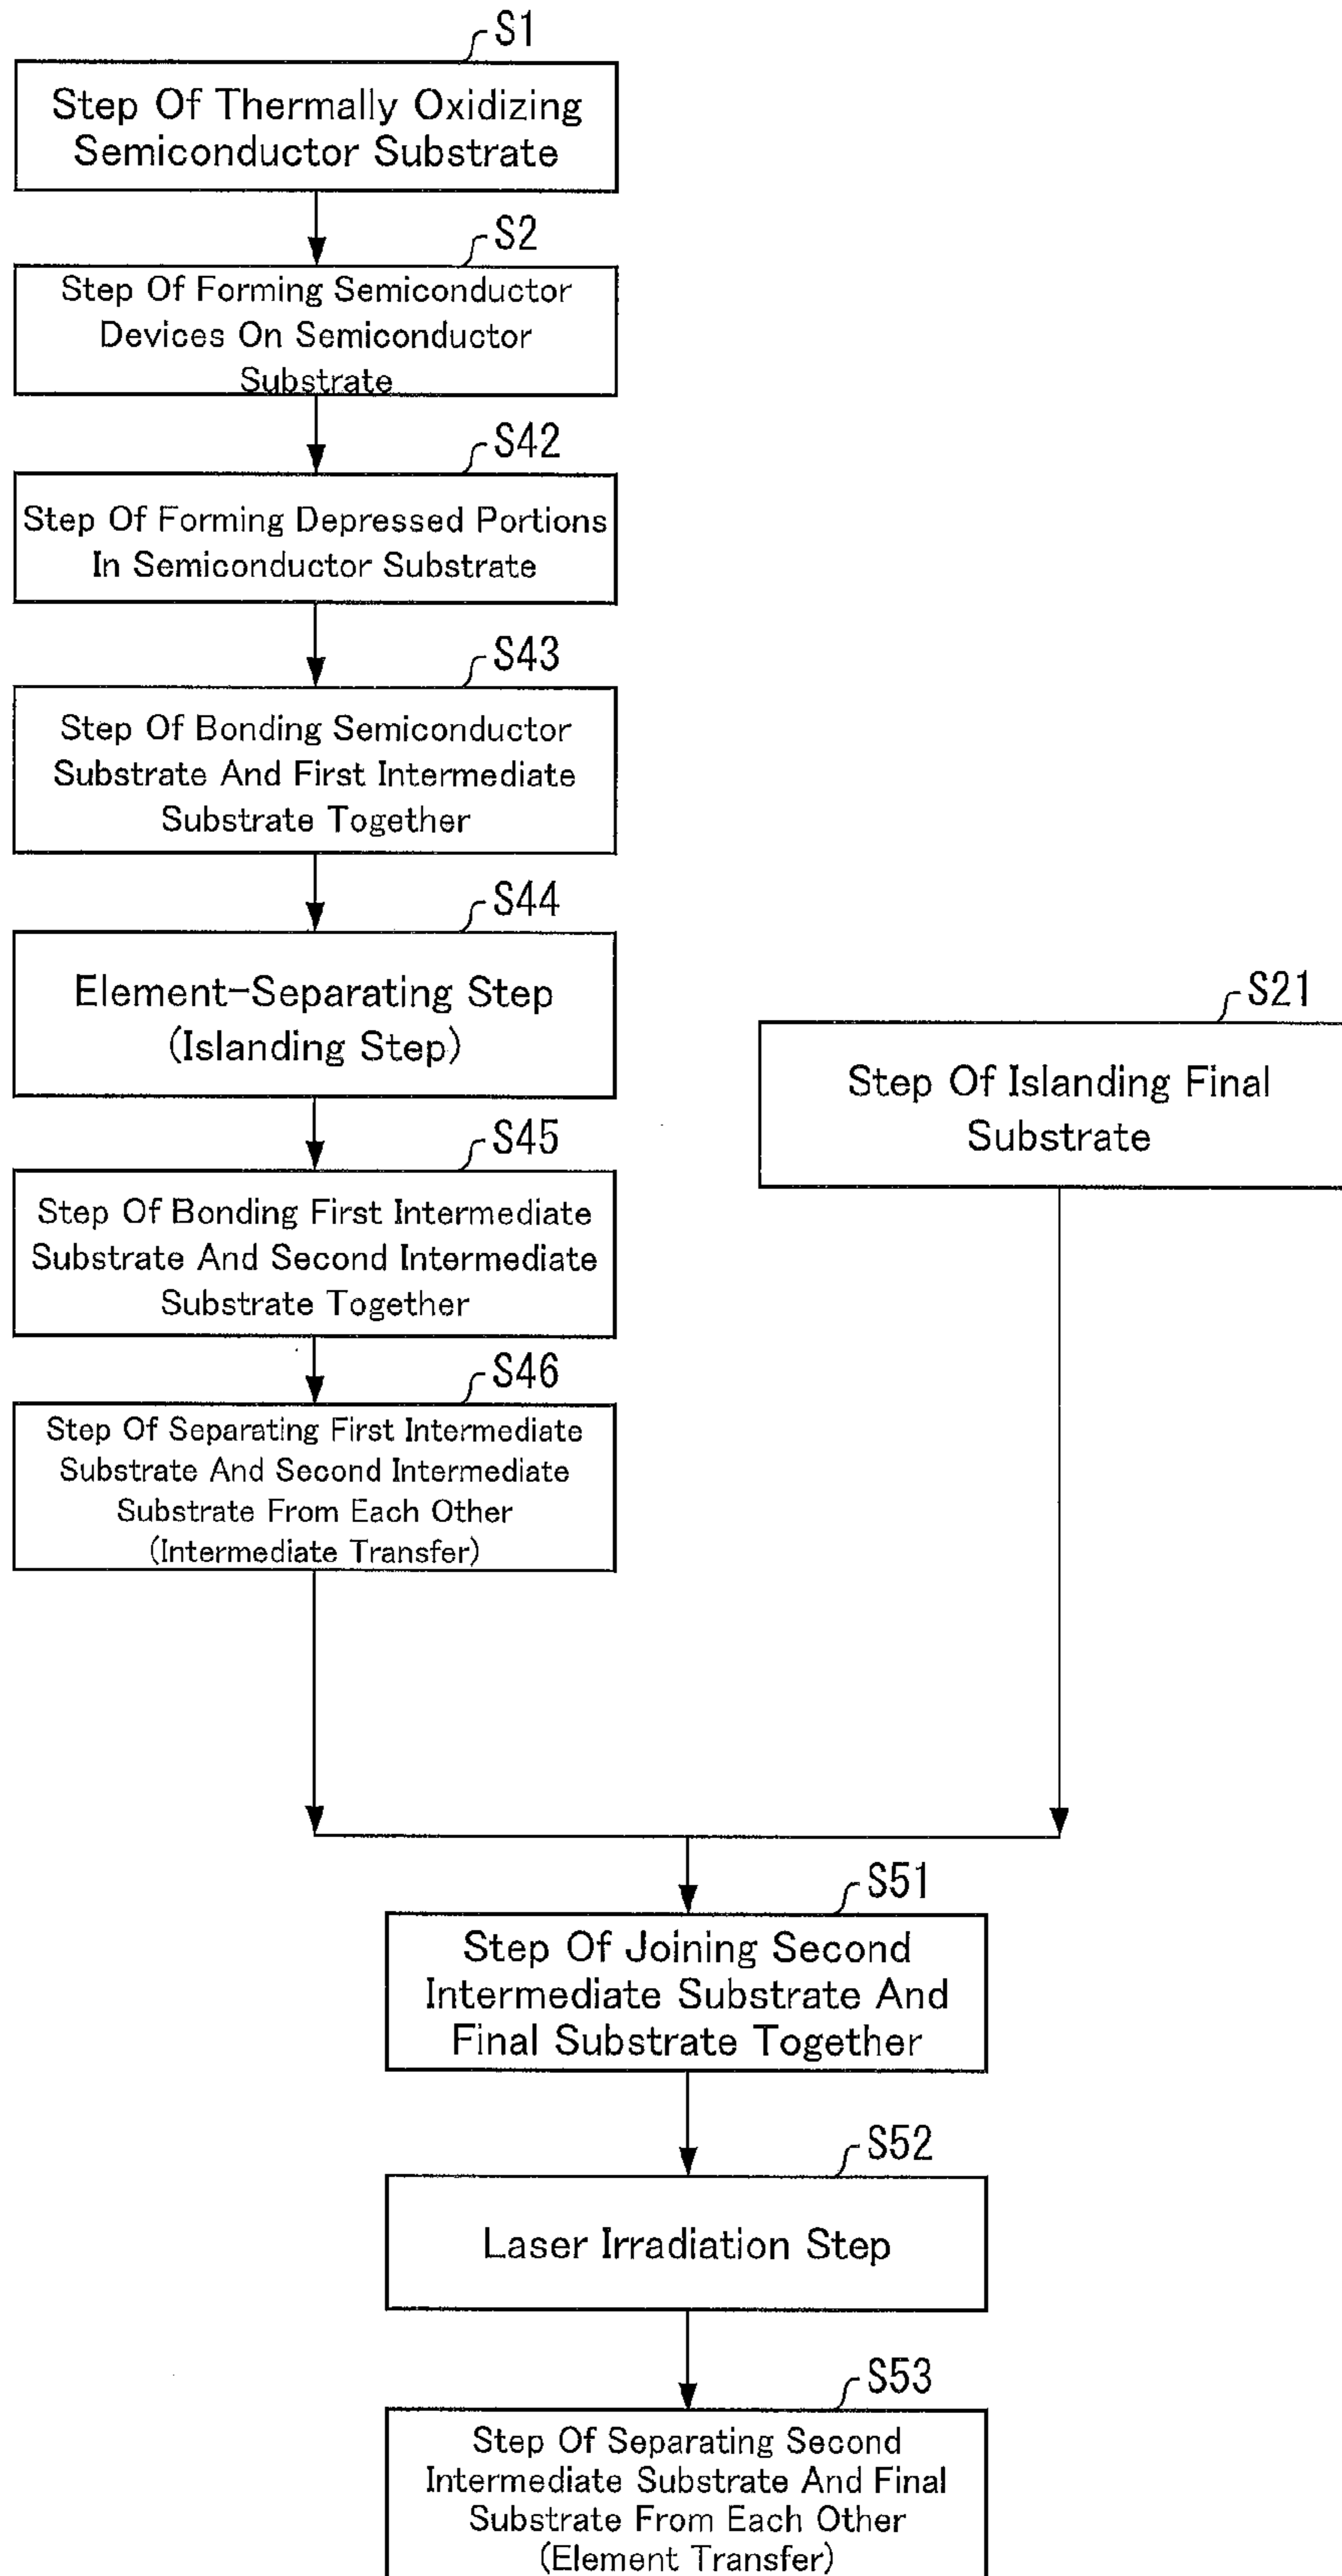 S1
Step Of Thermally Oxidizing
Semiconductor Substrate
S2
Step Of Forming Semiconductor
Devices On Semiconductor
Substrate
S42
Step Of Forming Depressed Portions
In Semiconductor Substrate
S43
Step Of Bonding Semiconductor
Substrate And First Intermediate
Substrate Together
S44
Element-Separating Step
(Islanding Step)
S21
Step Of Islanding Final
Substrate
S45
Step Of Bonding First Intermediate
Substrate And Second Intermediate
Substrate Together
S46
Step Of Separating First Intermediate
Substrate And Second Intermediate
Substrate From Each Other
(Intermediate Transfer)
S51
Step Of Joining Second
Intermediate Substrate And
Final Substrate Together
S52
Laser Irradiation Step
S53
Step Of Separating Second
Intermediate Substrate And Final
Substrate From Each Other
(Element Transfer)